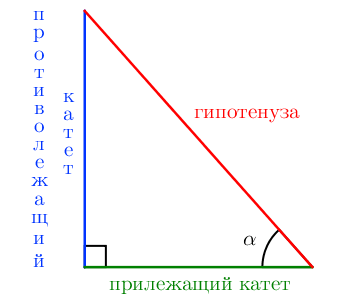 противолежащий
катет
гипотенуза
α
прилежащий катет